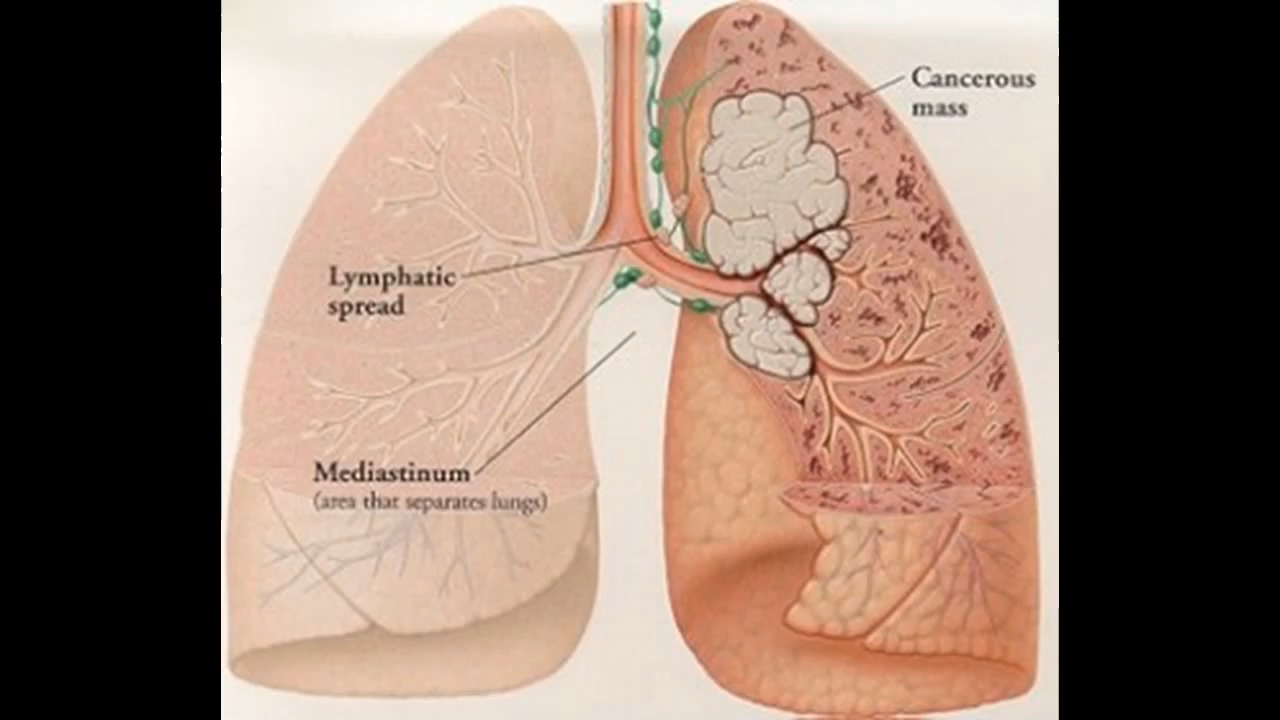 Cancerous
mass
Lymphatic
spread
Mediastinum
(area that separates lungs)